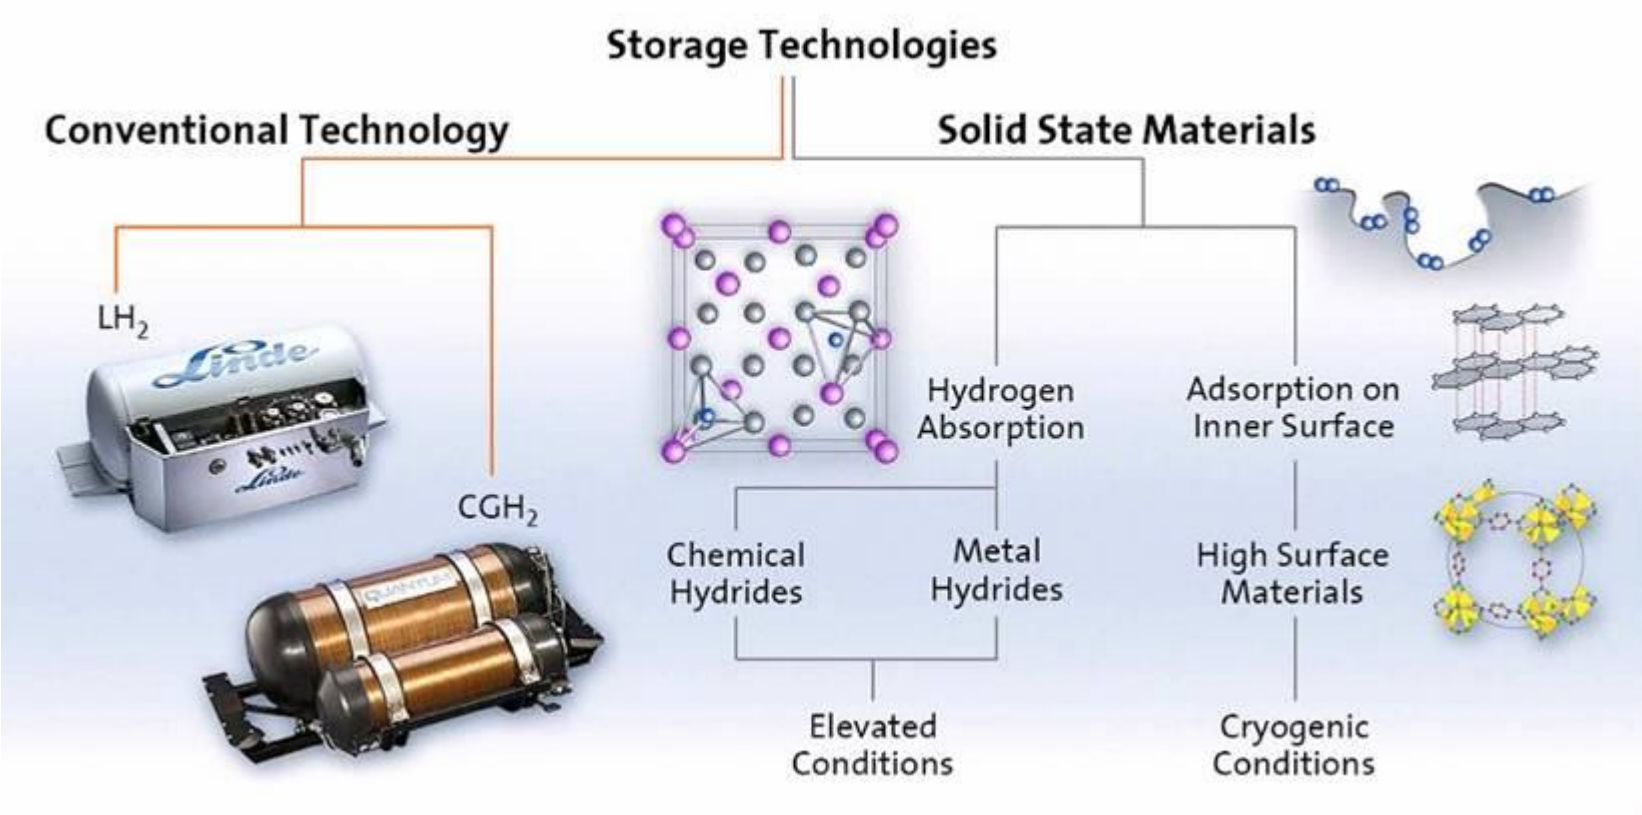 Storage Technologies
Conventional Technology
Solid State Materials
LH₂
Linde
Linde
CGH₂
QUANTUM
Hydrogen
Absorption
Adsorption on
Inner Surface
Chemical
Hydrides
Metal
Hydrides
High Surface
Materials
Elevated
Conditions
Cryogenic
Conditions